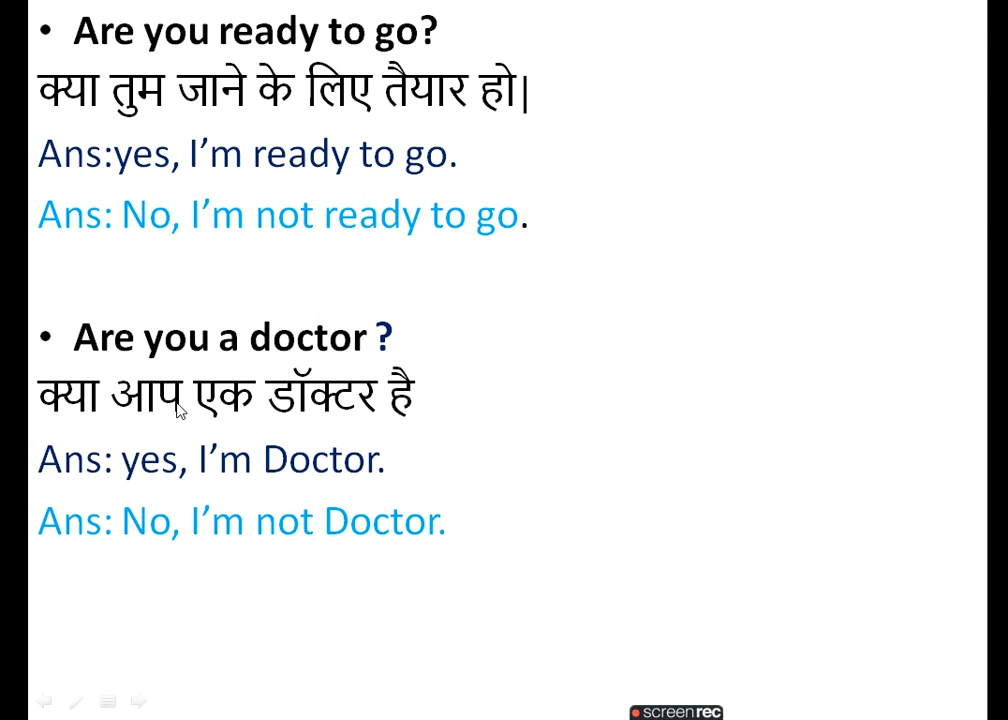 • Are you ready to go?
क्या तुम जाने के लिए तैयार हो|
Ans:yes, I’m ready to go.
Ans: No, I’m not ready to go.
• Are you a doctor ?
क्या आप एक डॉक्टर है
Ans: yes, I’m Doctor.
Ans: No, I’m not Doctor.
screenrec